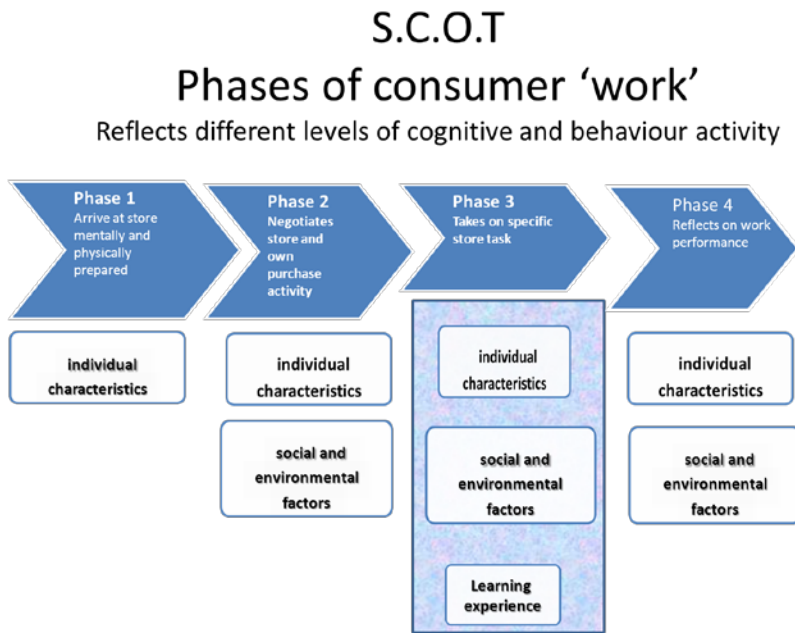 S.C.O.T
Phases of consumer ‘work’
Reflects different levels of cognitive and behaviour activity
Phase 1
Arrive at store
mentally and
physically
prepared
Phase 2
Negotiates
store and
own
purchase
activity
Phase 3
Takes on specific
store task
Phase 4
Reflects on work
performance
individual
characteristics
individual
characteristics
social and
environmental
factors
individual
characteristics
social and
environmental
factors
Learning
experience
individual
characteristics
social and
environmental
factors